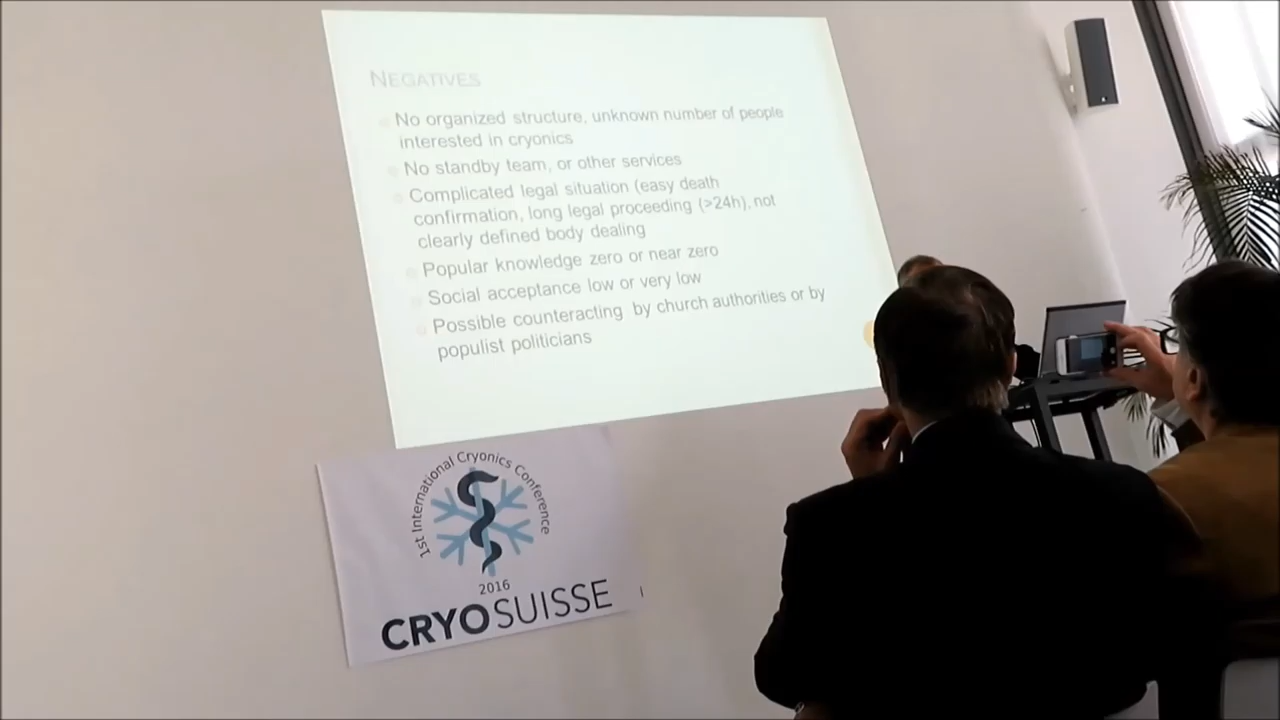 NEGATIVES
No organized structure, unknown number of people
interested in cryonics
No standby team, or other services
Complicated legal situation (easy death
confirmation, long legal proceeding (>24h), not
clearly defined body dealing
Popular knowledge zero or near zero
Social acceptance low or very low
Possible counteracting by church authorities or by
populist politicians
1st International Cryonics Conference
2016
CRYOSUISSE